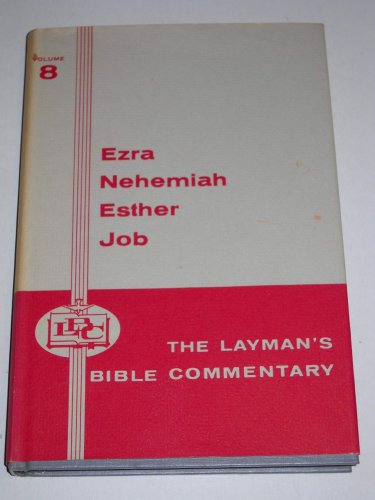 VOLUME
8
Ezra
Nehemiah
Esther
Job
LBC
THE LAYMAN'S
BIBLE COMMENTARY